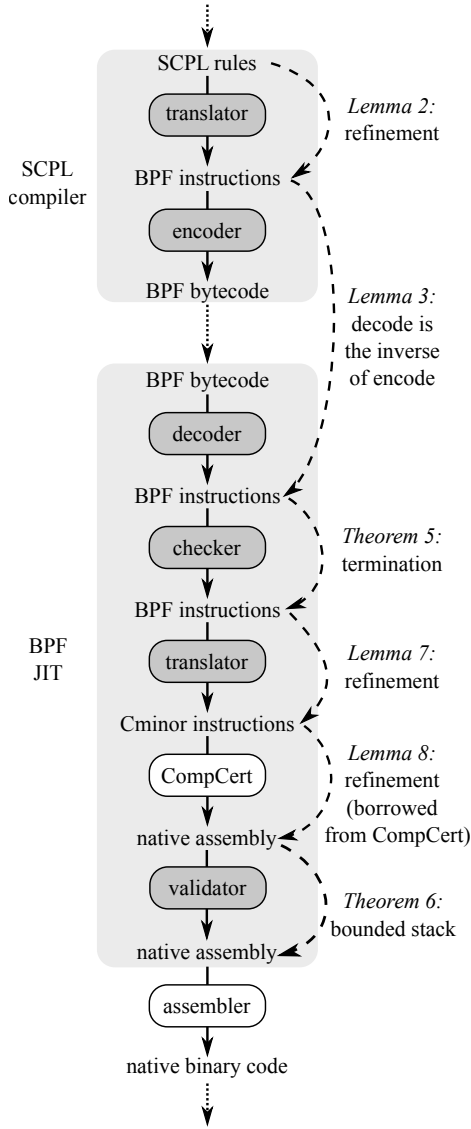 SCPL rules
translator
Lemma 2:
refinement
SCPL
compiler
BPF instructions
encoder
BPF bytecode
Lemma 3:
decode is
the inverse
of encode
BPF bytecode
decoder
BPF instructions
checker
Theorem 5:
termination
BPF instructions
BPF
JIT
translator
Lemma 7:
refinement
Cminor instructions
CompCert
Lemma 8:
refinement
(borrowed
from CompCert)
native assembly
validator
Theorem 6:
bounded stack
native assembly
assembler
native binary code